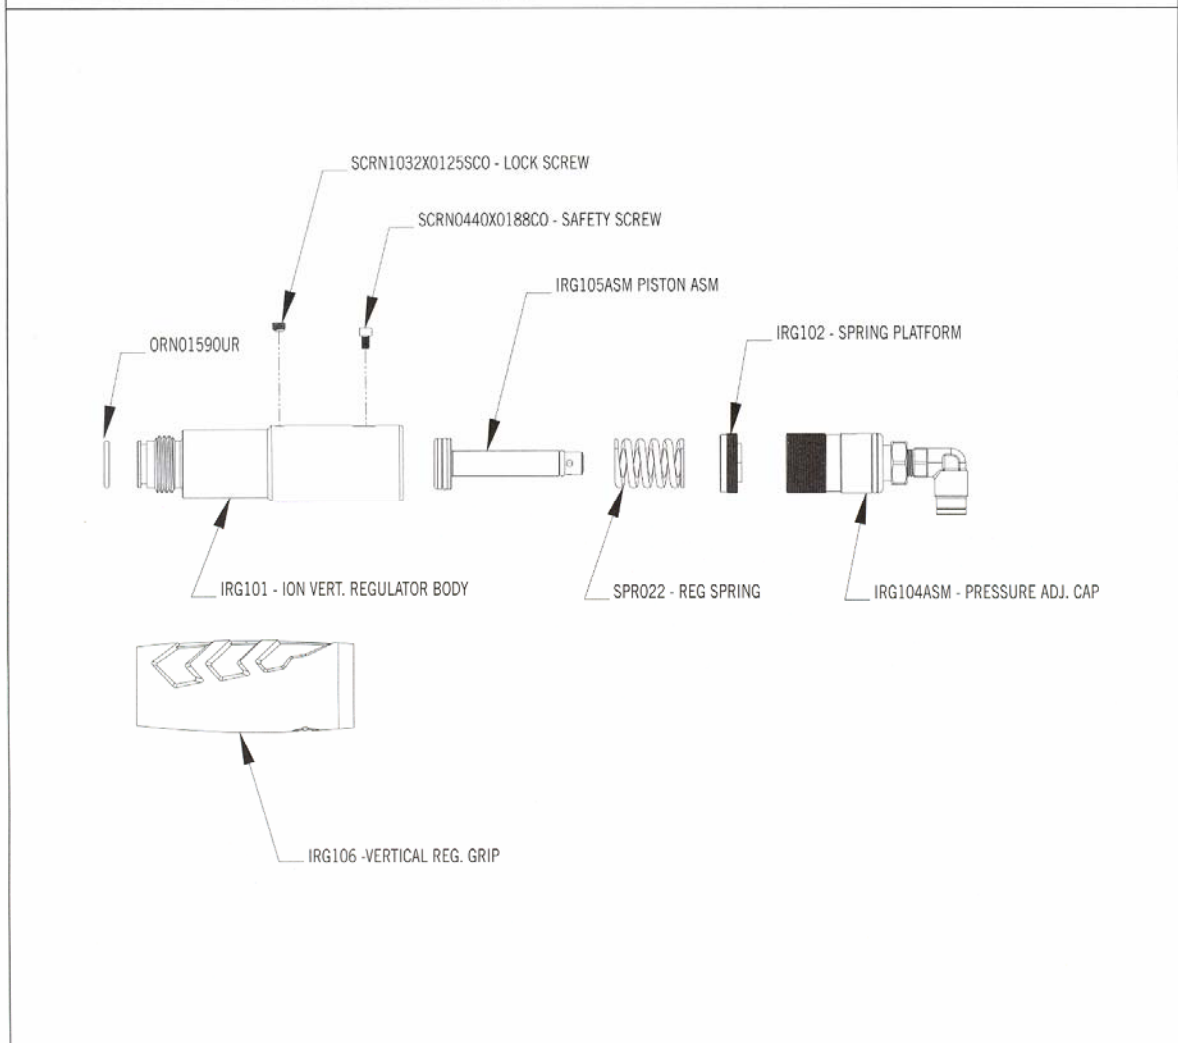 SCRN1032X0125SCO - LOCK SCREW
SCRN0440X0188CO - SAFETY SCREW
IRG105ASM PISTON ASM
IRG102 - SPRING PLATFORM
ORN01590UR
IRG101 - ION VERT. REGULATOR BODY
SPR022 - REG SPRING
IRG104ASM - PRESSURE ADJ. CAP
IRG106 -VERTICAL REG. GRIP